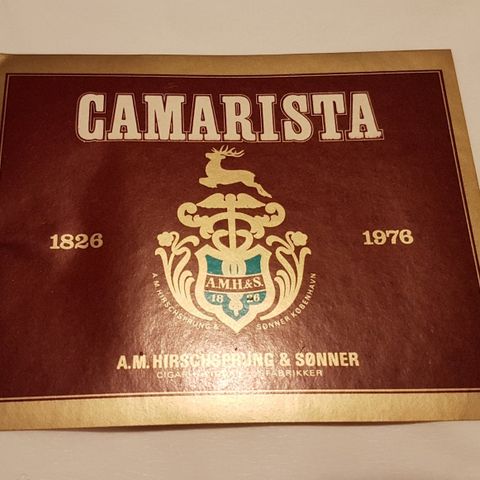 CAMARISTA
1826
1976
A.M.H.&S.
18 26
A.M.HIRSCHSPRUNG & SØNNER KØBENHAVN
A.M.HIRSCHSPRUNG & SØNNER